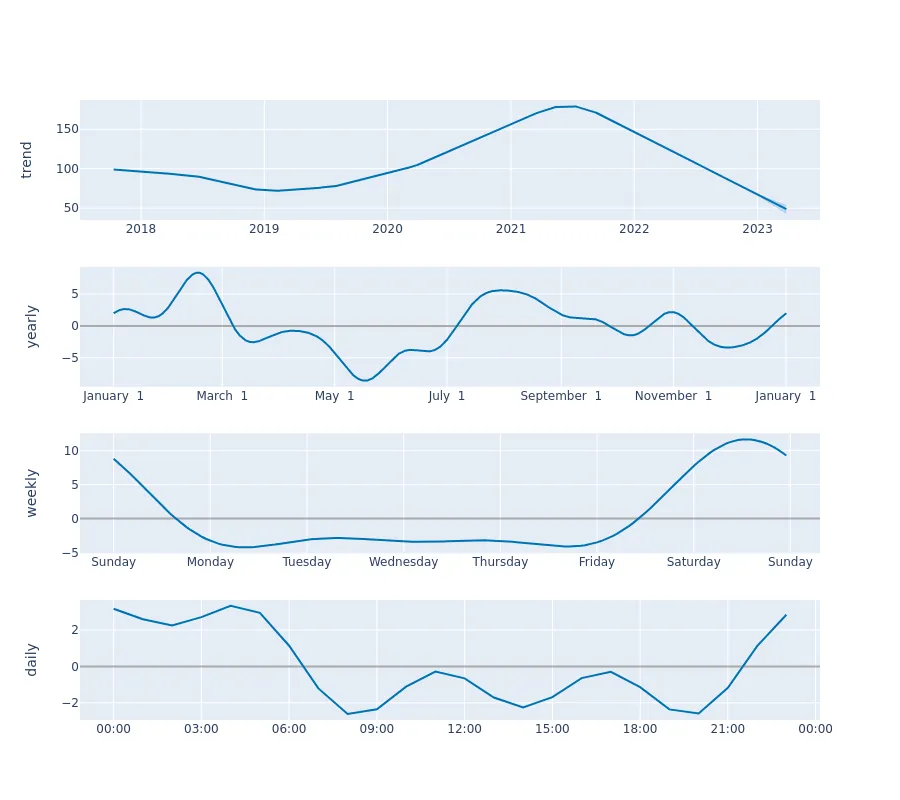 trend
150
100
50
2018 2019 2020 2021 2022 2023
yearly
5
0
−5
January 1 March 1 May 1 July 1 September 1 November 1 January 1
weekly
10
5
0
−5
Sunday Monday Tuesday Wednesday Thursday Friday Saturday Sunday
daily
2
0
−2
00:00 03:00 06:00 09:00 12:00 15:00 18:00 21:00 00:00